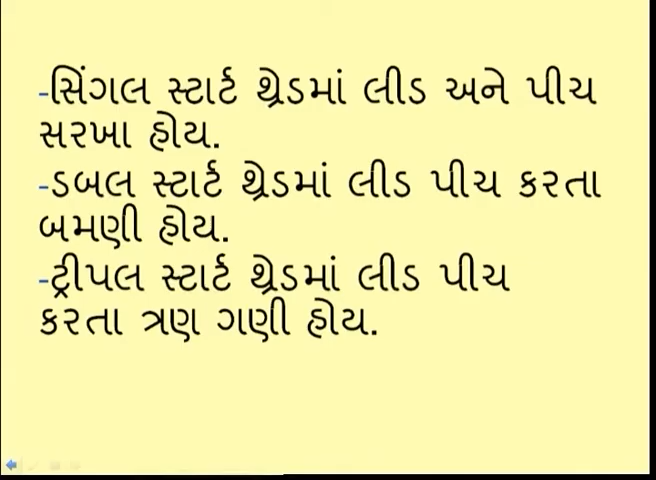 -સિંગલ સ્ટાર્ટ થ્રેડમાં લીડ અને પીચ
સરખા હોય.
-ડબલ સ્ટાર્ટ થ્રેડમાં લીડ પીચ કરતા
બમણી હોય.
-ટ્રીપલ સ્ટાર્ટ થ્રેડમાં લીડ પીચ
કરતા ત્રણ ગણી હોય.